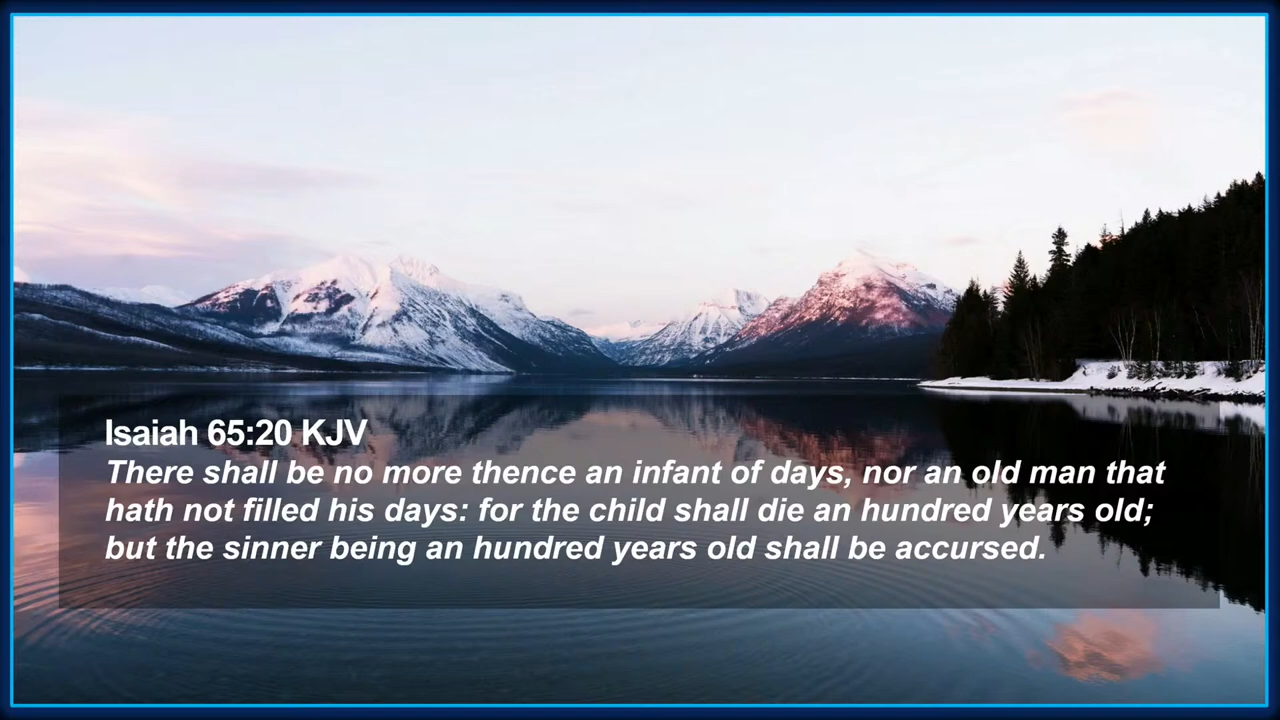 Isaiah 65:20 KJV
There shall be no more thence an infant of days, nor an old man that
hath not filled his days: for the child shall die an hundred years old;
but the sinner being an hundred years old shall be accursed.